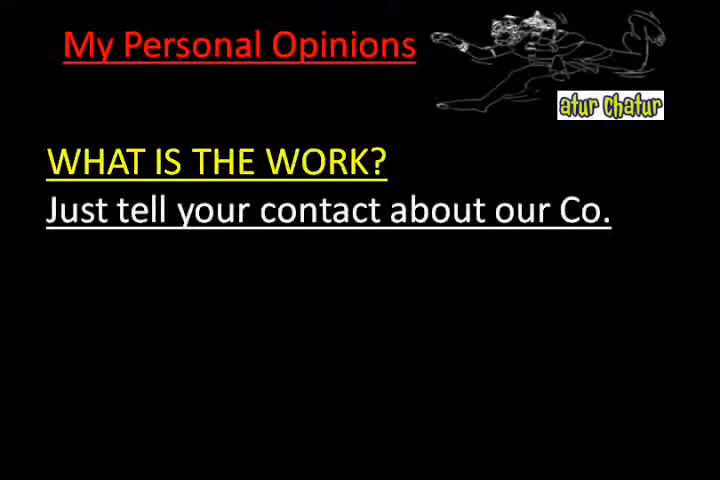 My Personal Opinions
atur chatur
WHAT IS THE WORK?
Just tell your contact about our Co.